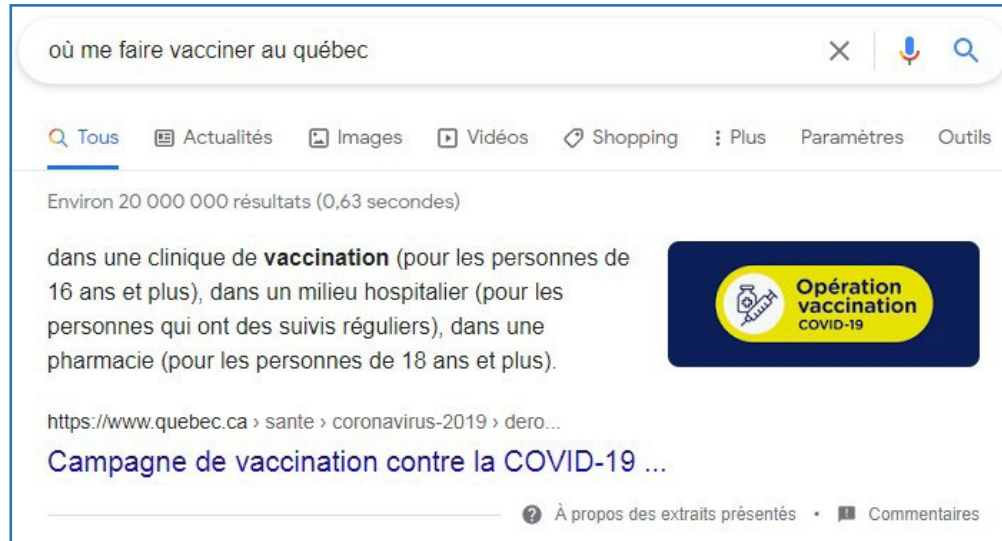 où me faire vacciner au québec
Tous Actualités Images Vidéos Shopping Plus Paramètres Outils
Environ 20 000 000 résultats (0,63 secondes)
dans une clinique de vaccination (pour les personnes de
16 ans et plus), dans un milieu hospitalier (pour les
personnes qui ont des suivis réguliers), dans une
pharmacie (pour les personnes de 18 ans et plus).
Opération
vaccination
COVID-19
https://www.quebec.ca › sante › coronavirus-2019 › dero...
Campagne de vaccination contre la COVID-19 ...
À propos des extraits présentés • Commentaires